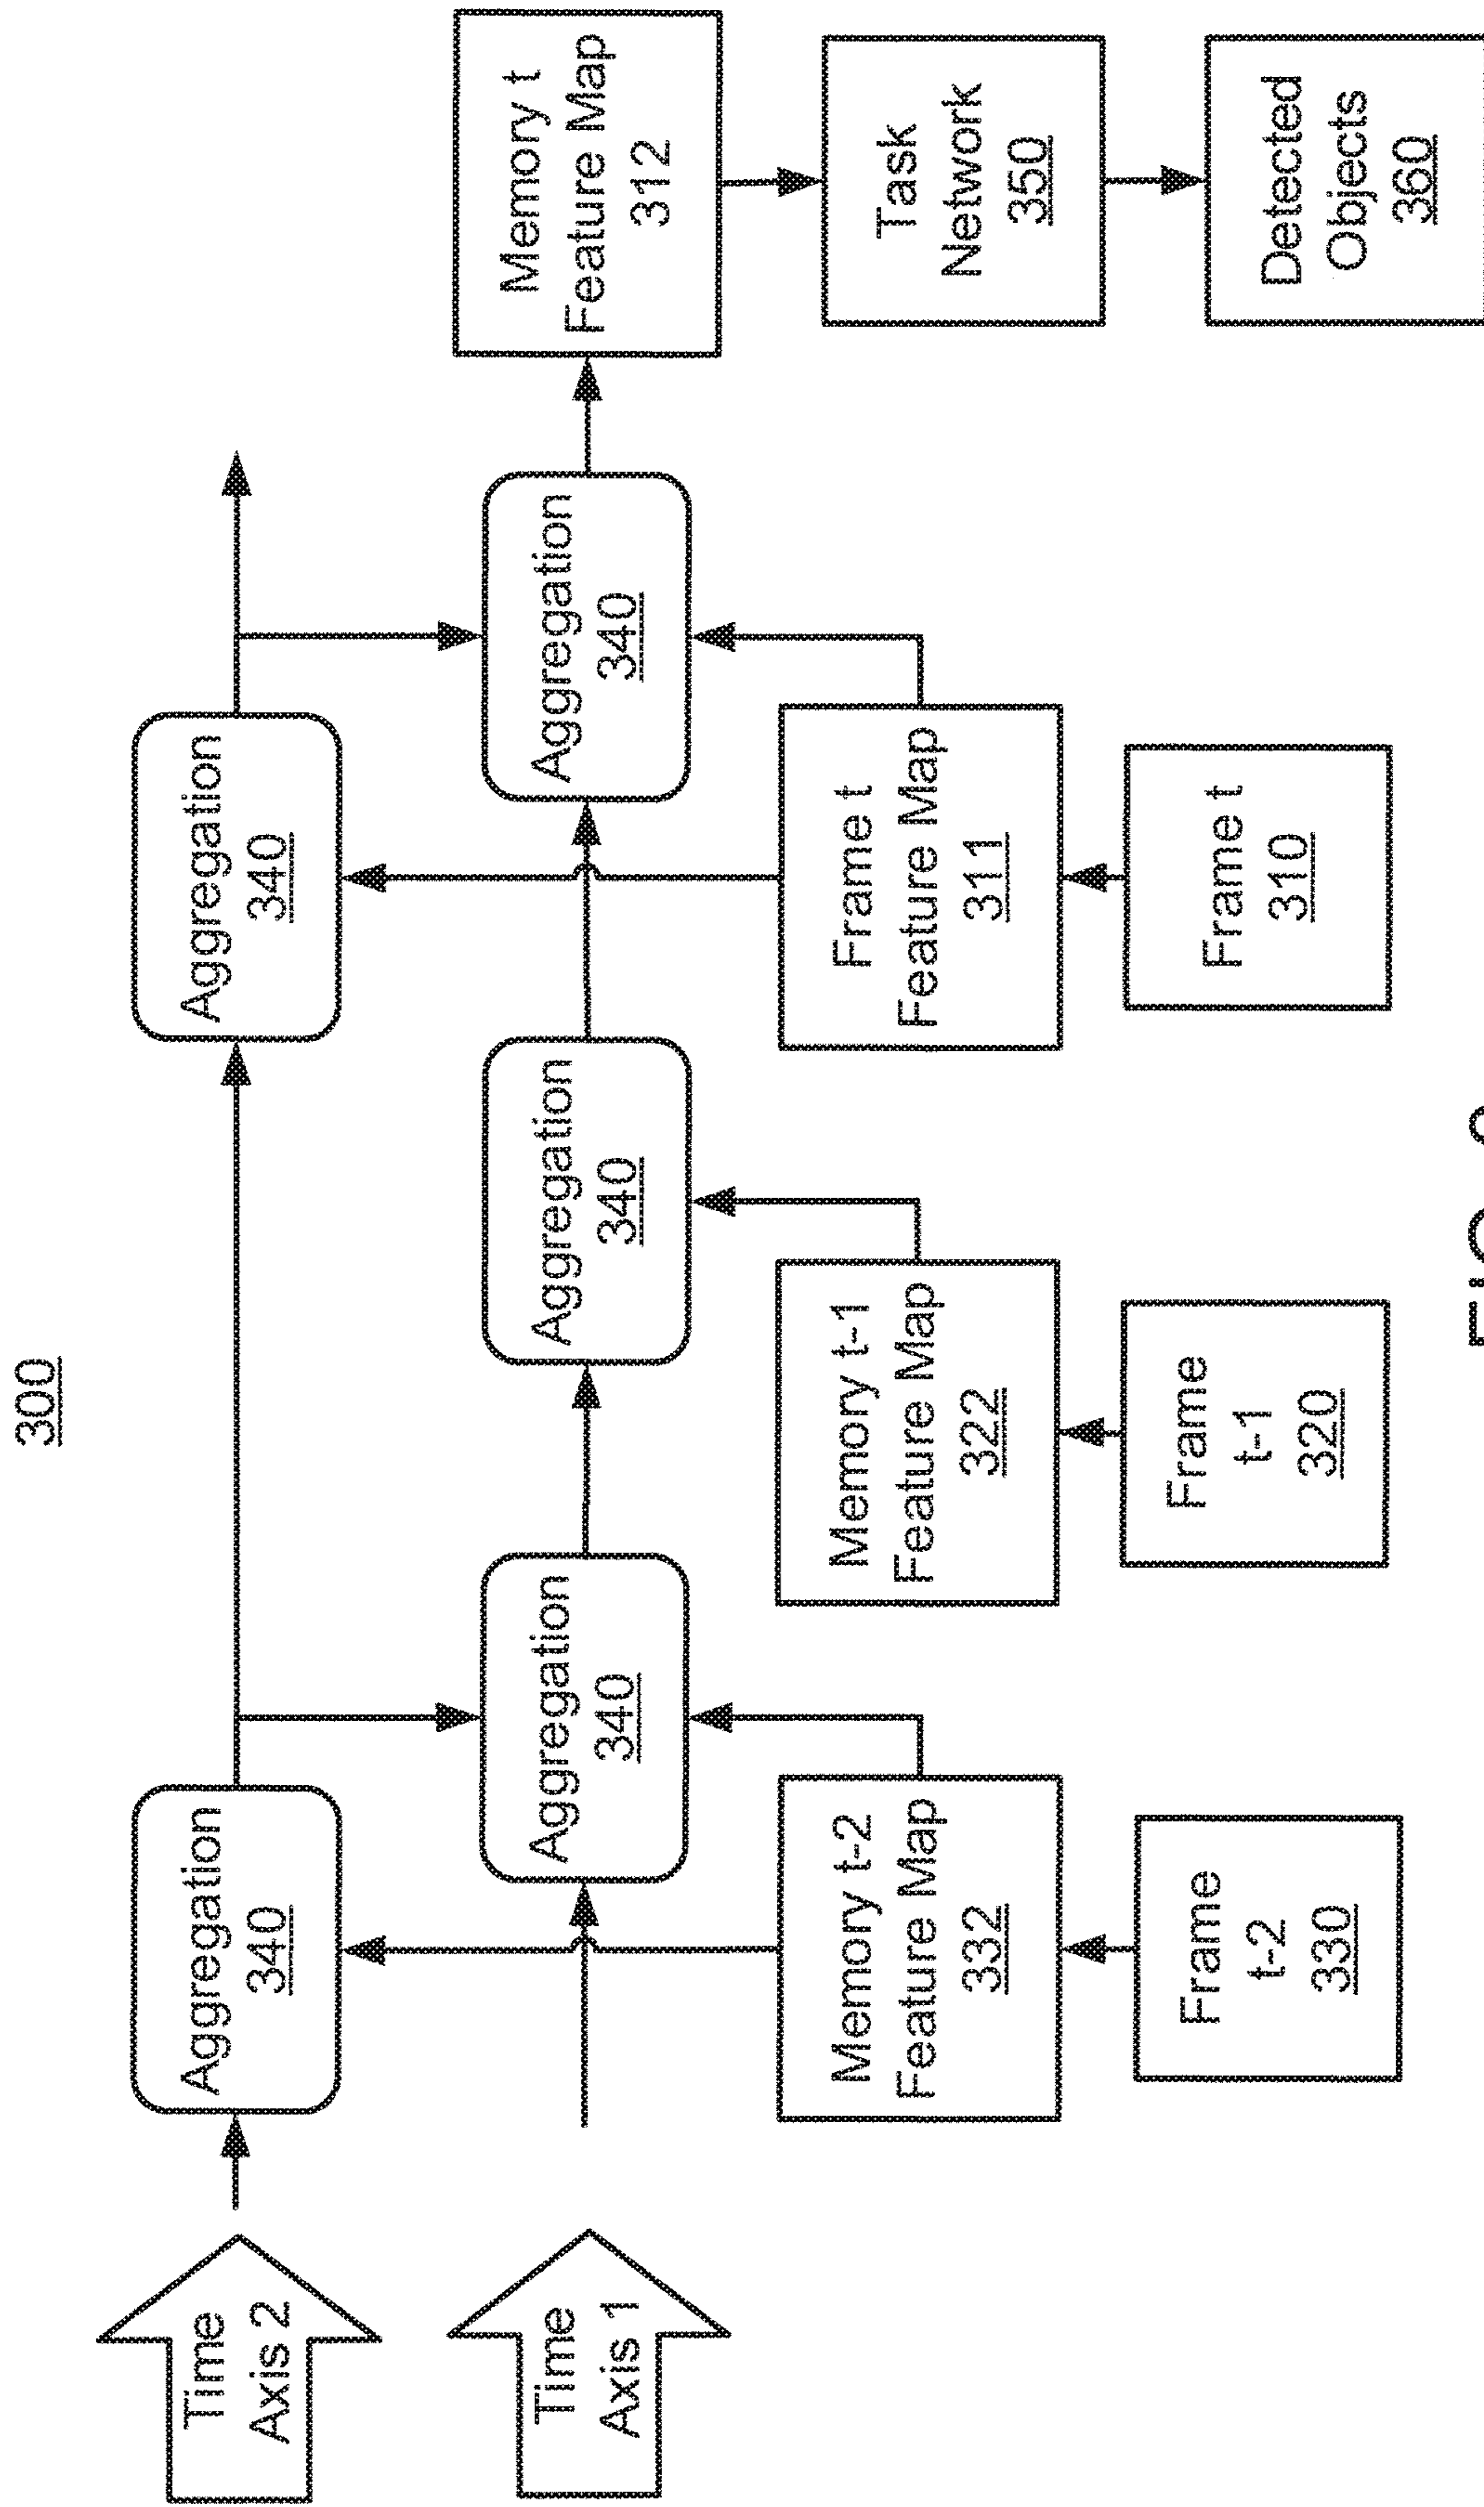 300
Time
Axis 2
Aggregation
340
Aggregation
340
Time
Axis 1
Aggregation
340
Aggregation
340
Aggregation
340
Memory t
Feature Map
312
Memory t-2
Feature Map
332
Memory t-1
Feature Map
322
Frame t
Feature Map
311
Task
Network
350
Frame
t-2
330
Frame
t-1
320
Frame t
310
Detected
Objects
360